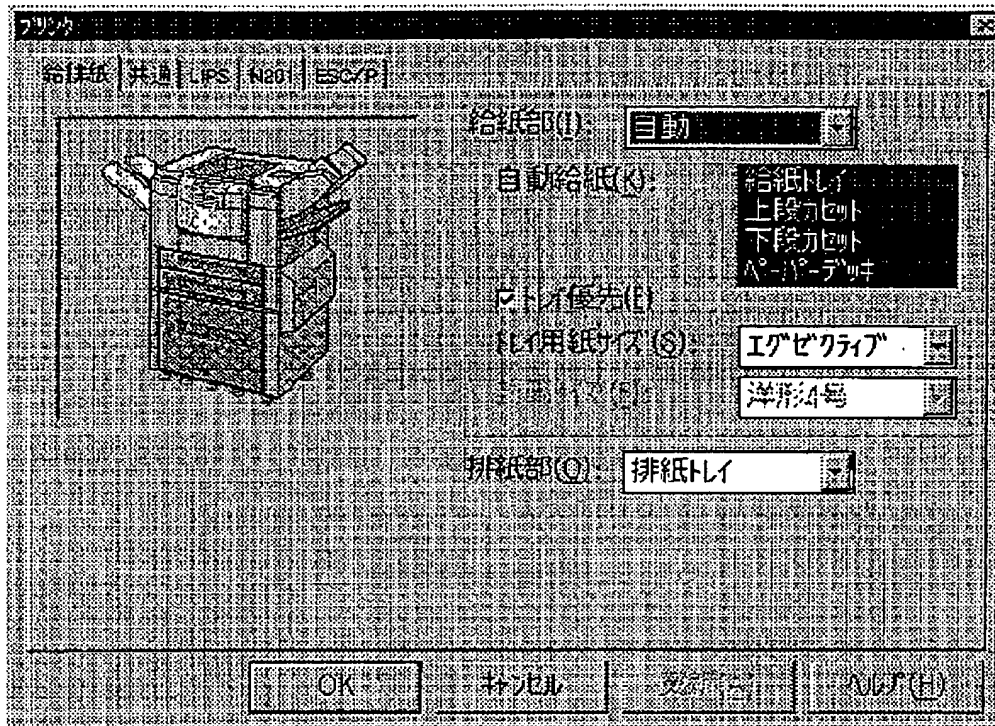 プリンタ
給排紙 共通 LIPS N201 ESC/P
給紙部(I): 自動
自動給紙(K): 給紙トレイ
上段カセット
下段カセット
ペーパーデッキ
トレイ優先(E)
トレイ用紙サイズ(S): エグゼクティブ
洋形4号
排紙部(O): 排紙トレイ
OK キャンセル ヘルプ(H)